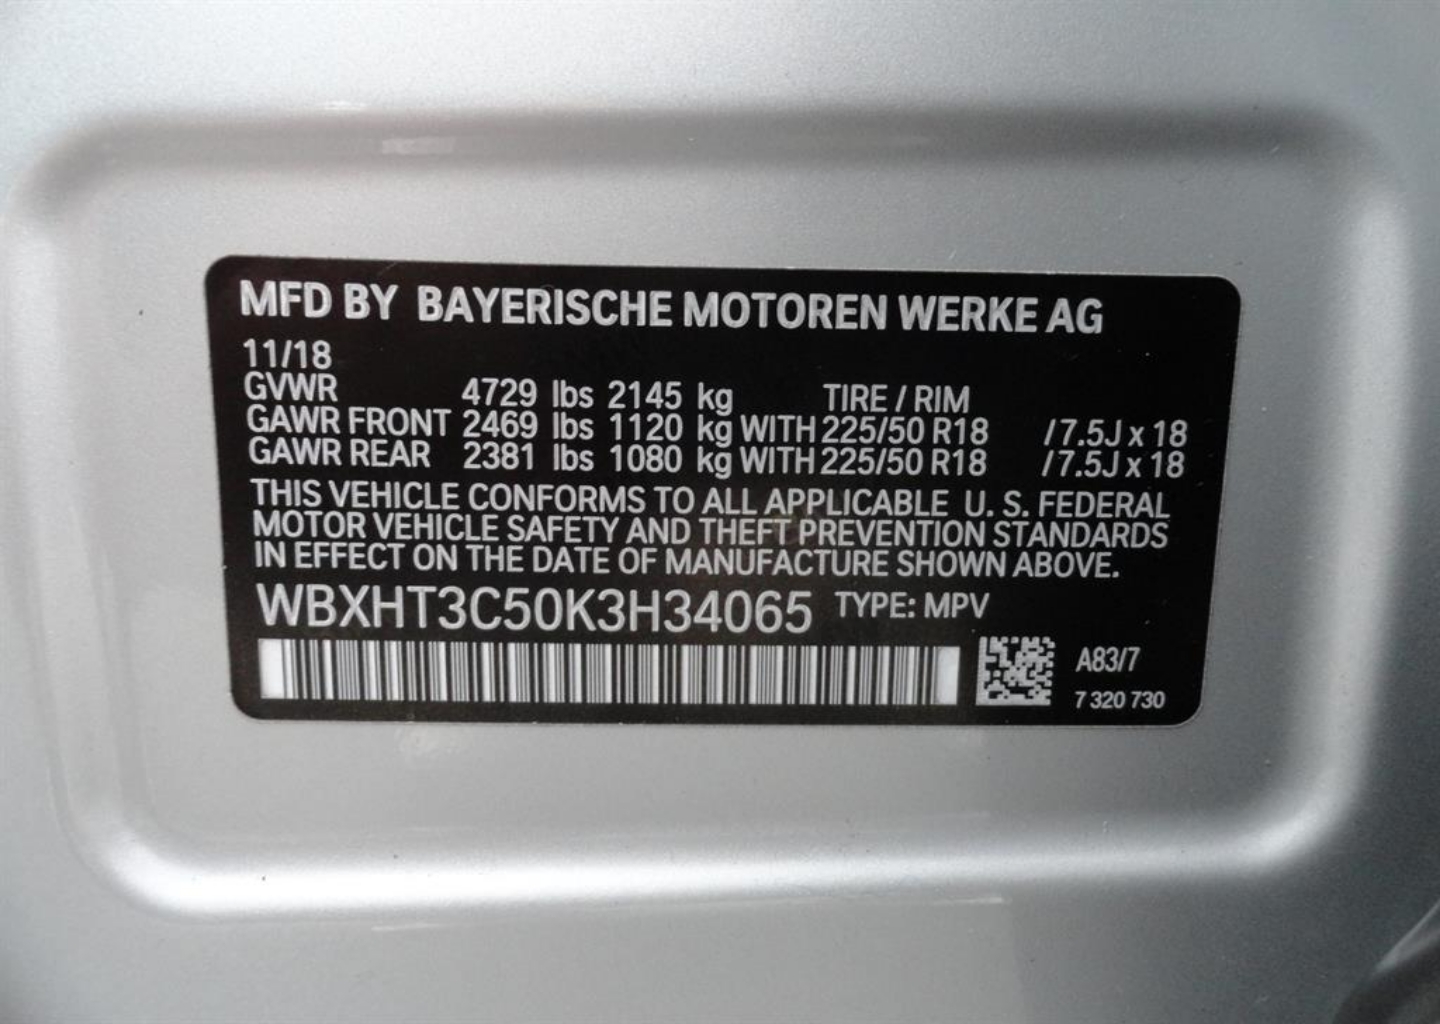 MFD BY BAYERISCHE MOTOREN WERKE AG
11/18
GVWR 4729 lbs 2145 kg TIRE / RIM
GAWR FRONT 2469 lbs 1120 kg WITH 225/50 R18 / 7.5J x 18
GAWR REAR 2381 lbs 1080 kg WITH 225/50 R18 / 7.5J x 18
THIS VEHICLE CONFORMS TO ALL APPLICABLE U. S. FEDERAL
MOTOR VEHICLE SAFETY AND THEFT PREVENTION STANDARDS
IN EFFECT ON THE DATE OF MANUFACTURE SHOWN ABOVE.
WBXHT3C50K3H34065 TYPE: MPV
A83/7
7 320 730